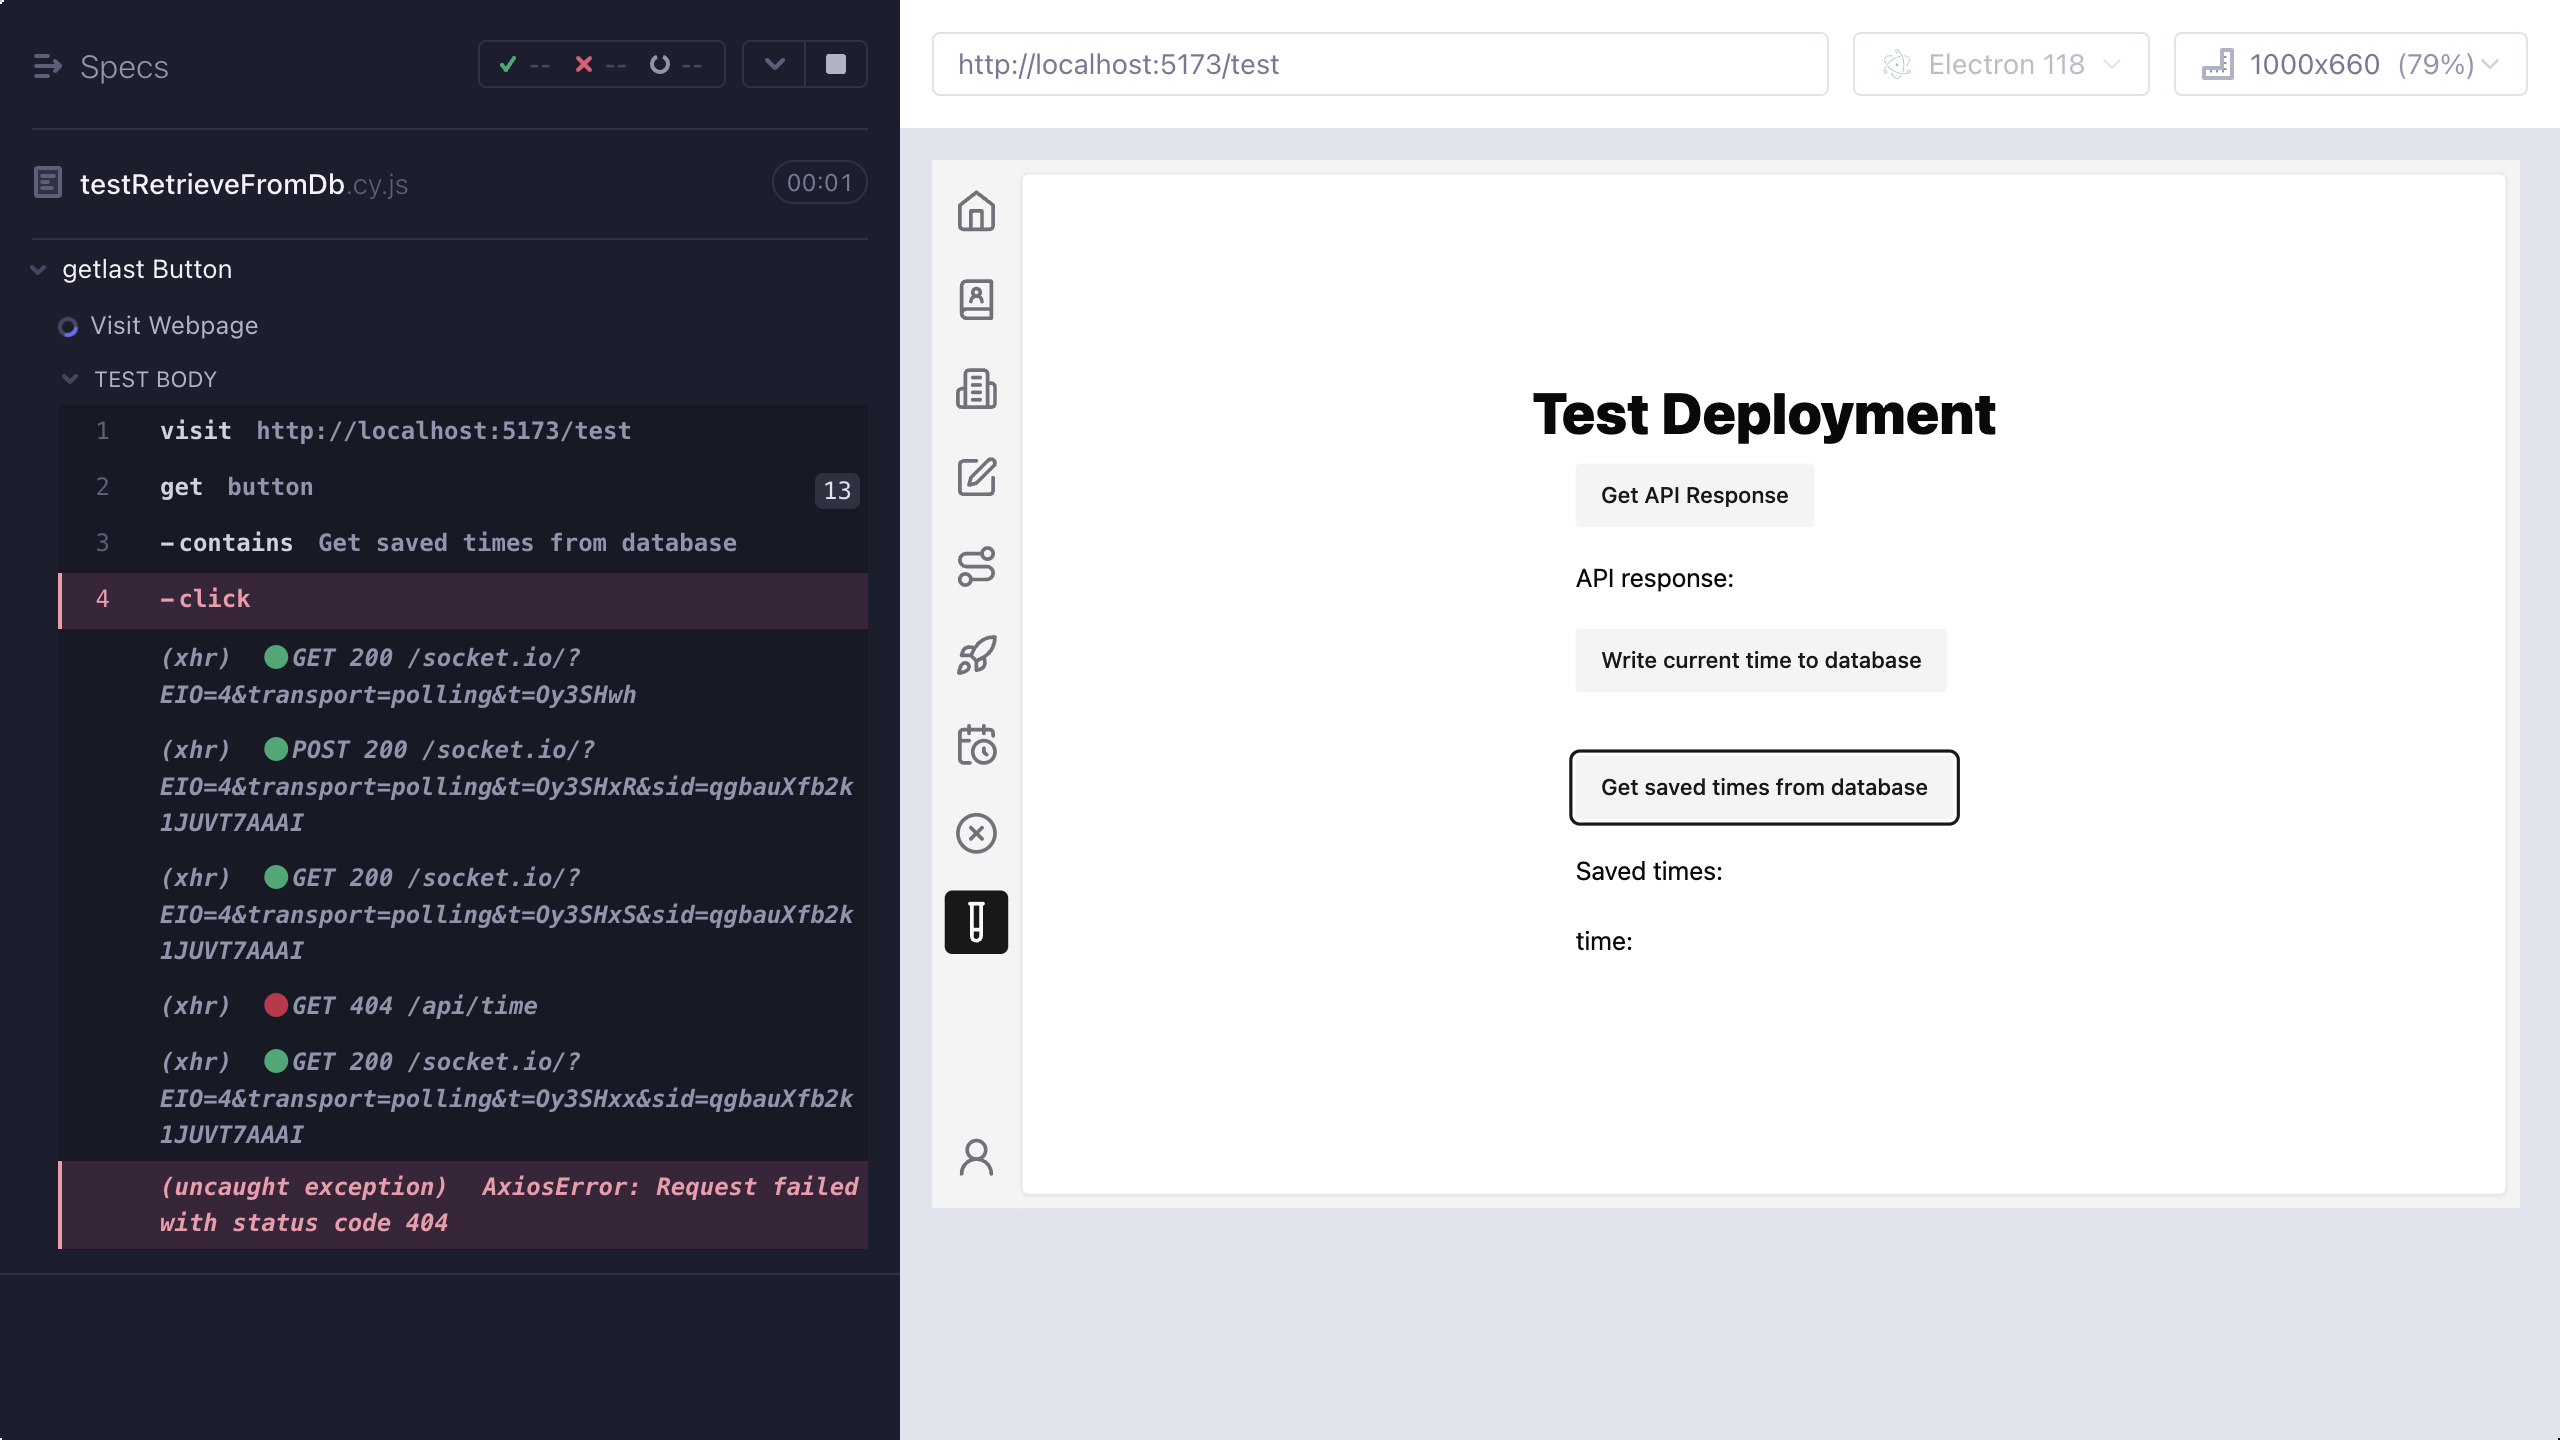 Specs
-- -- --
testRetrieveFromDb.cy.js 00:01
getlast Button
Visit Webpage
TEST BODY
1 visit http://localhost:5173/test
2 get button 13
3 -contains Get saved times from database
4 -click
(xhr) GET 200 /socket.io/?
EIO=4&transport=polling&t=Oy3SHwh
(xhr) POST 200 /socket.io/?
EIO=4&transport=polling&t=Oy3SHxR&sid=qgbauXfb2k
1JUVT7AAAI
(xhr) GET 200 /socket.io/?
EIO=4&transport=polling&t=Oy3SHxS&sid=qgbauXfb2k
1JUVT7AAAI
(xhr) GET 404 /api/time
(xhr) GET 200 /socket.io/?
EIO=4&transport=polling&t=Oy3SHxx&sid=qgbauXfb2k
1JUVT7AAAI
(uncaught exception) AxiosError: Request failed
with status code 404
http://localhost:5173/test
Electron 118
1000x660 (79%)
Test Deployment
Get API Response
API response:
Write current time to database
Get saved times from database
Saved times:
time: